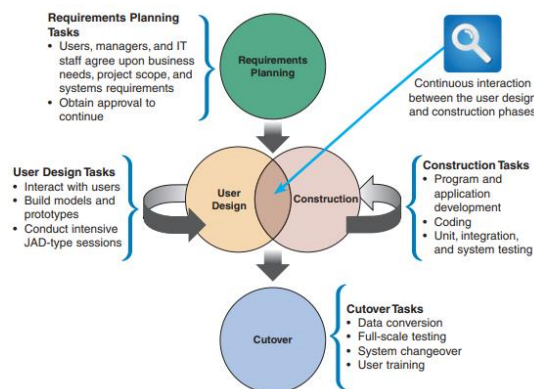 Requirements Planning
Tasks
• Users, managers, and IT
staff agree upon business
needs, project scope, and
systems requirements
• Obtain approval to
continue
Requirements
Planning
Continuous interaction
between the user design
and construction phases
User Design Tasks
• Interact with users
• Build models and
prototypes
• Conduct intensive
JAD-type sessions
User
Design
Construction
Construction Tasks
• Program and
application
development
• Coding
• Unit, integration,
and system testing
Cutover
Cutover Tasks
• Data conversion
• Full-scale testing
• System changeover
• User training